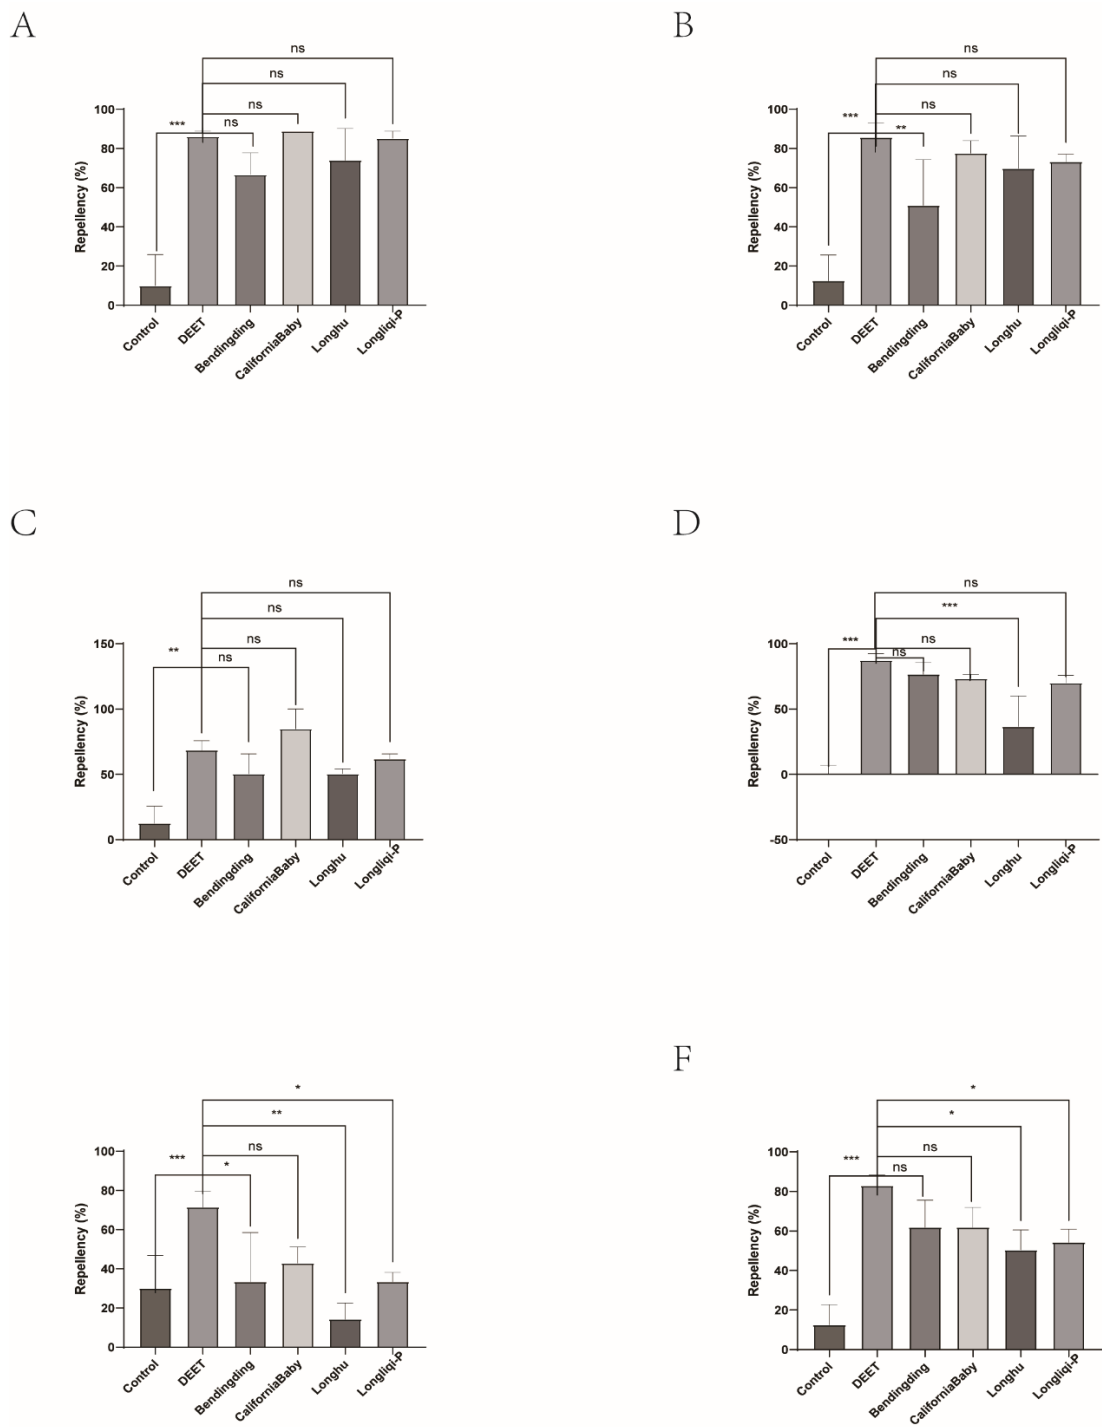 A
ns
ns
ns
*** ns
100
80
60
40
20
0
Repellency (%)
Control
DEET
Bendingding
CaliforniaBaby
Longhu
Longliqi-P
B
ns
ns
*** ns
**
100
80
60
40
20
0
Repellency (%)
Control
DEET
Bendingding
CaliforniaBaby
Longhu
Longliqi-P
C
ns
ns
ns
** ns
150
100
50
0
Repellency (%)
Control
DEET
Bendingding
CaliforniaBaby
Longhu
Longliqi-P
D
ns
***
*** ns
ns
100
50
0
-50
Repellency (%)
Control
DEET
Bendingding
CaliforniaBaby
Longhu
Longliqi-P
*
**
ns
*** *
100
80
60
40
20
0
Repellency (%)
Control
DEET
Bendingding
CaliforniaBaby
Longhu
Longliqi-P
F
*
*
ns
*** ns
100
80
60
40
20
0
Repellency (%)
Control
DEET
Bendingding
CaliforniaBaby
Longhu
Longliqi-P